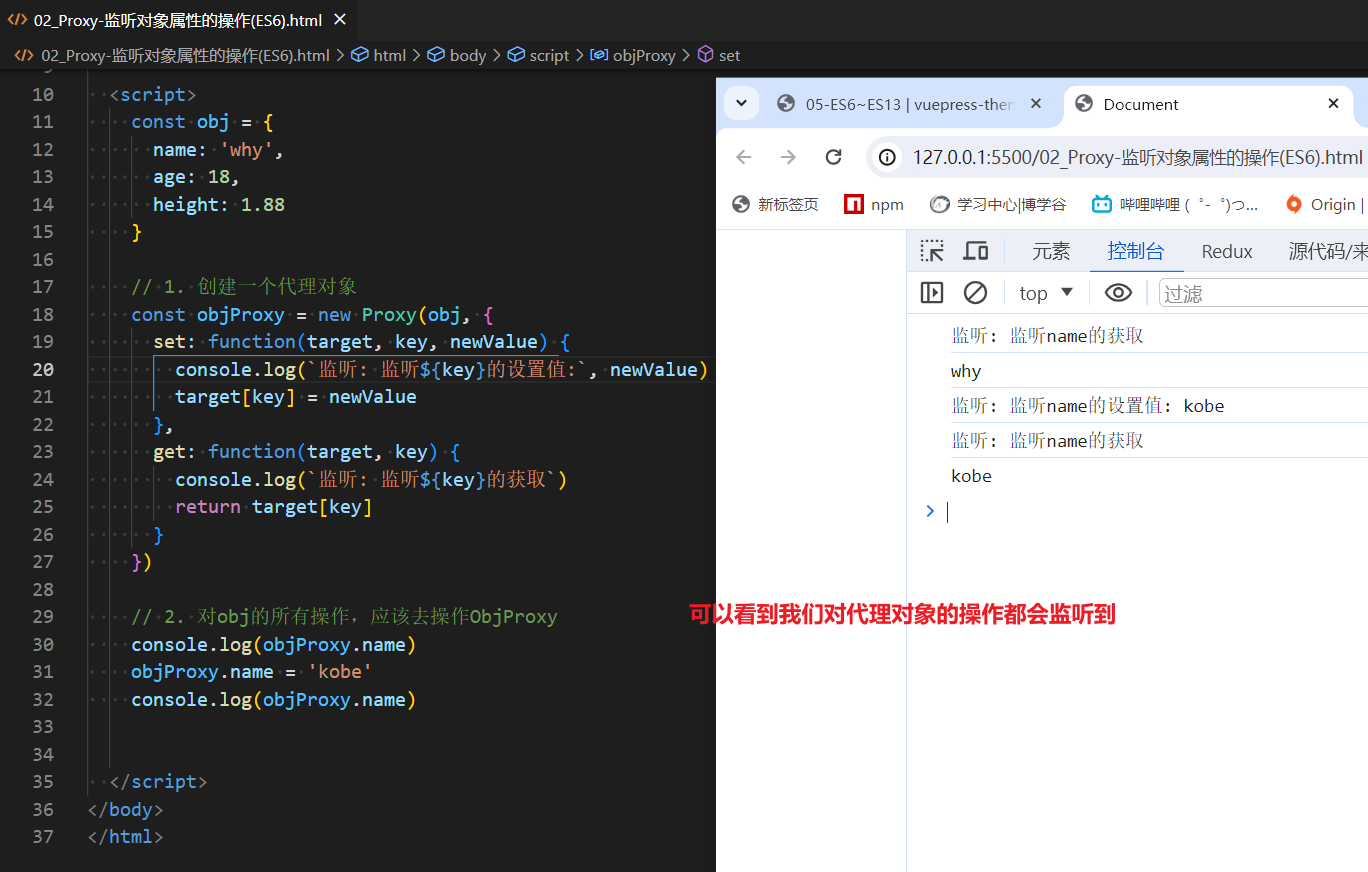 02_Proxy-监听对象属性的操作(ES6).html
02_Proxy-监听对象属性的操作(ES6).html > html > body > script > objProxy > set
10 <script>
11 const obj = {
12 name: 'why',
13 age: 18,
14 height: 1.88
15 }
16
17 // 1. 创建一个代理对象
18 const objProxy = new Proxy(obj, {
19 set: function(target, key, newValue) {
20 console.log(`监听: 监听${key}的设置值:`, newValue)
21 target[key] = newValue
22 },
23 get: function(target, key) {
24 console.log(`监听: 监听${key}的获取`)
25 return target[key]
26 }
27 })
28
29 // 2. 对obj的所有操作，应该去操作ObjProxy
30 console.log(objProxy.name)
31 objProxy.name = 'kobe'
32 console.log(objProxy.name)
33
34
35 </script>
36 </body>
37 </html>
05-ES6~ES13 | vuepress-then
Document
127.0.0.1:5500/02_Proxy-监听对象属性的操作(ES6).html
新标签页 npm 学习中心|博学谷 哔哩哔哩 ( ゜- ゜)つ... Origin |
元素 控制台 Redux 源代码/来
top 过滤
监听: 监听name的获取
why
监听: 监听name的设置值: kobe
监听: 监听name的获取
kobe
>
可以看到我们对代理对象的操作都会监听到